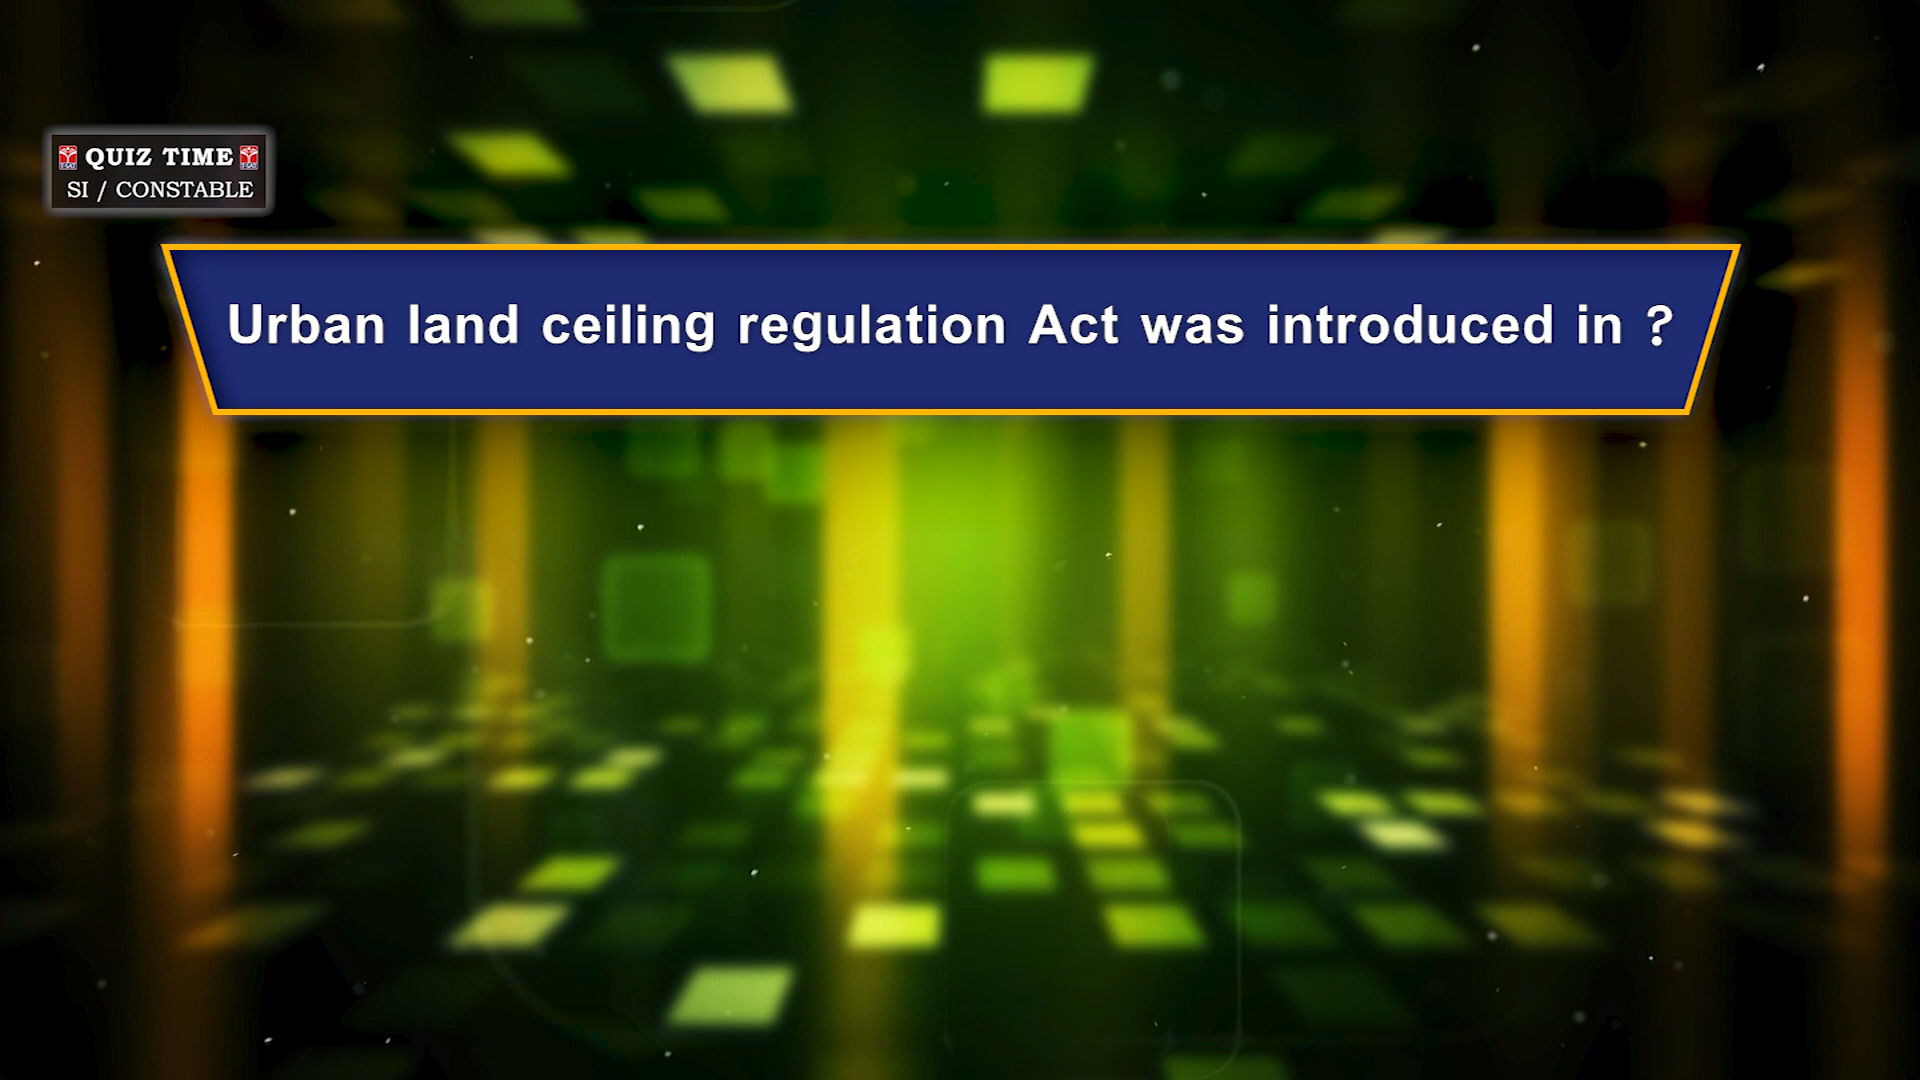 QUIZ TIME
SI / CONSTABLE
Urban land ceiling regulation Act was introduced in ?